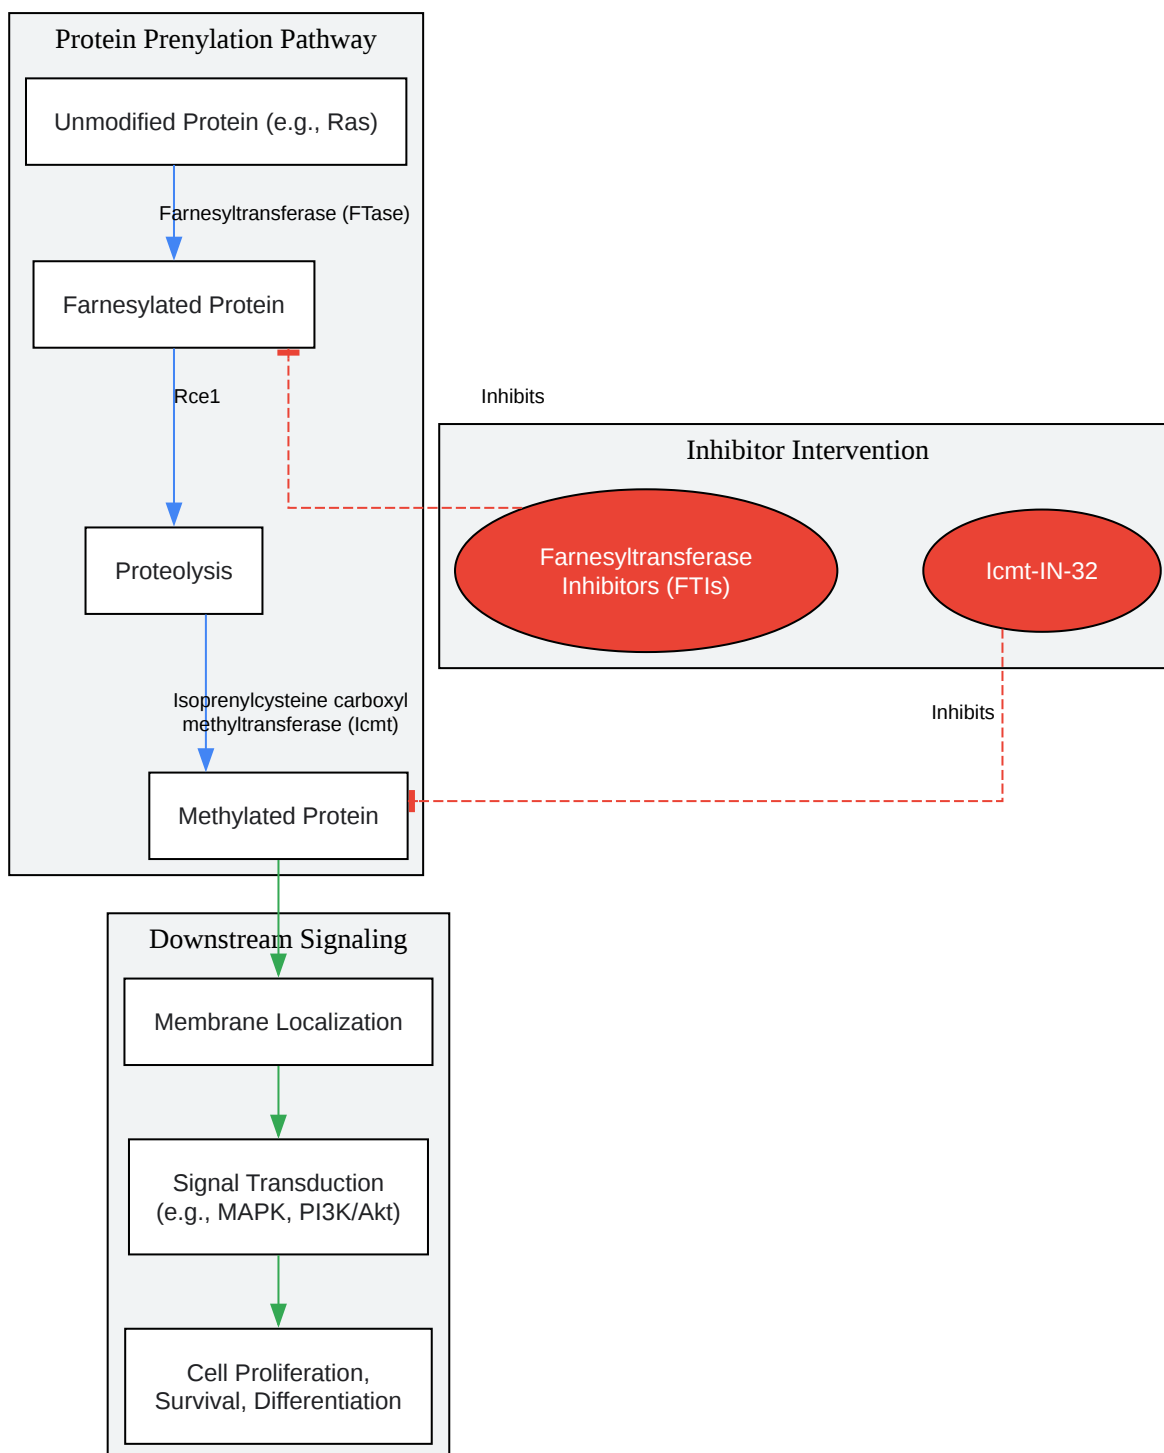 Protein Prenylation Pathway
Unmodified Protein (e.g., Ras)
Farnesyltransferase (FTase)
Farnesylated Protein
Rce1
Inhibits
Inhibitor Intervention
Farnesyltransferase
Inhibitors (FTIs)
Icmt-IN-32
Proteolysis
Isoprenylcysteine carboxyl
methyltransferase (Icmt)
Inhibits
Methylated Protein
Downstream Signaling
Membrane Localization
Signal Transduction
(e.g., MAPK, PI3K/Akt)
Cell Proliferation,
Survival, Differentiation